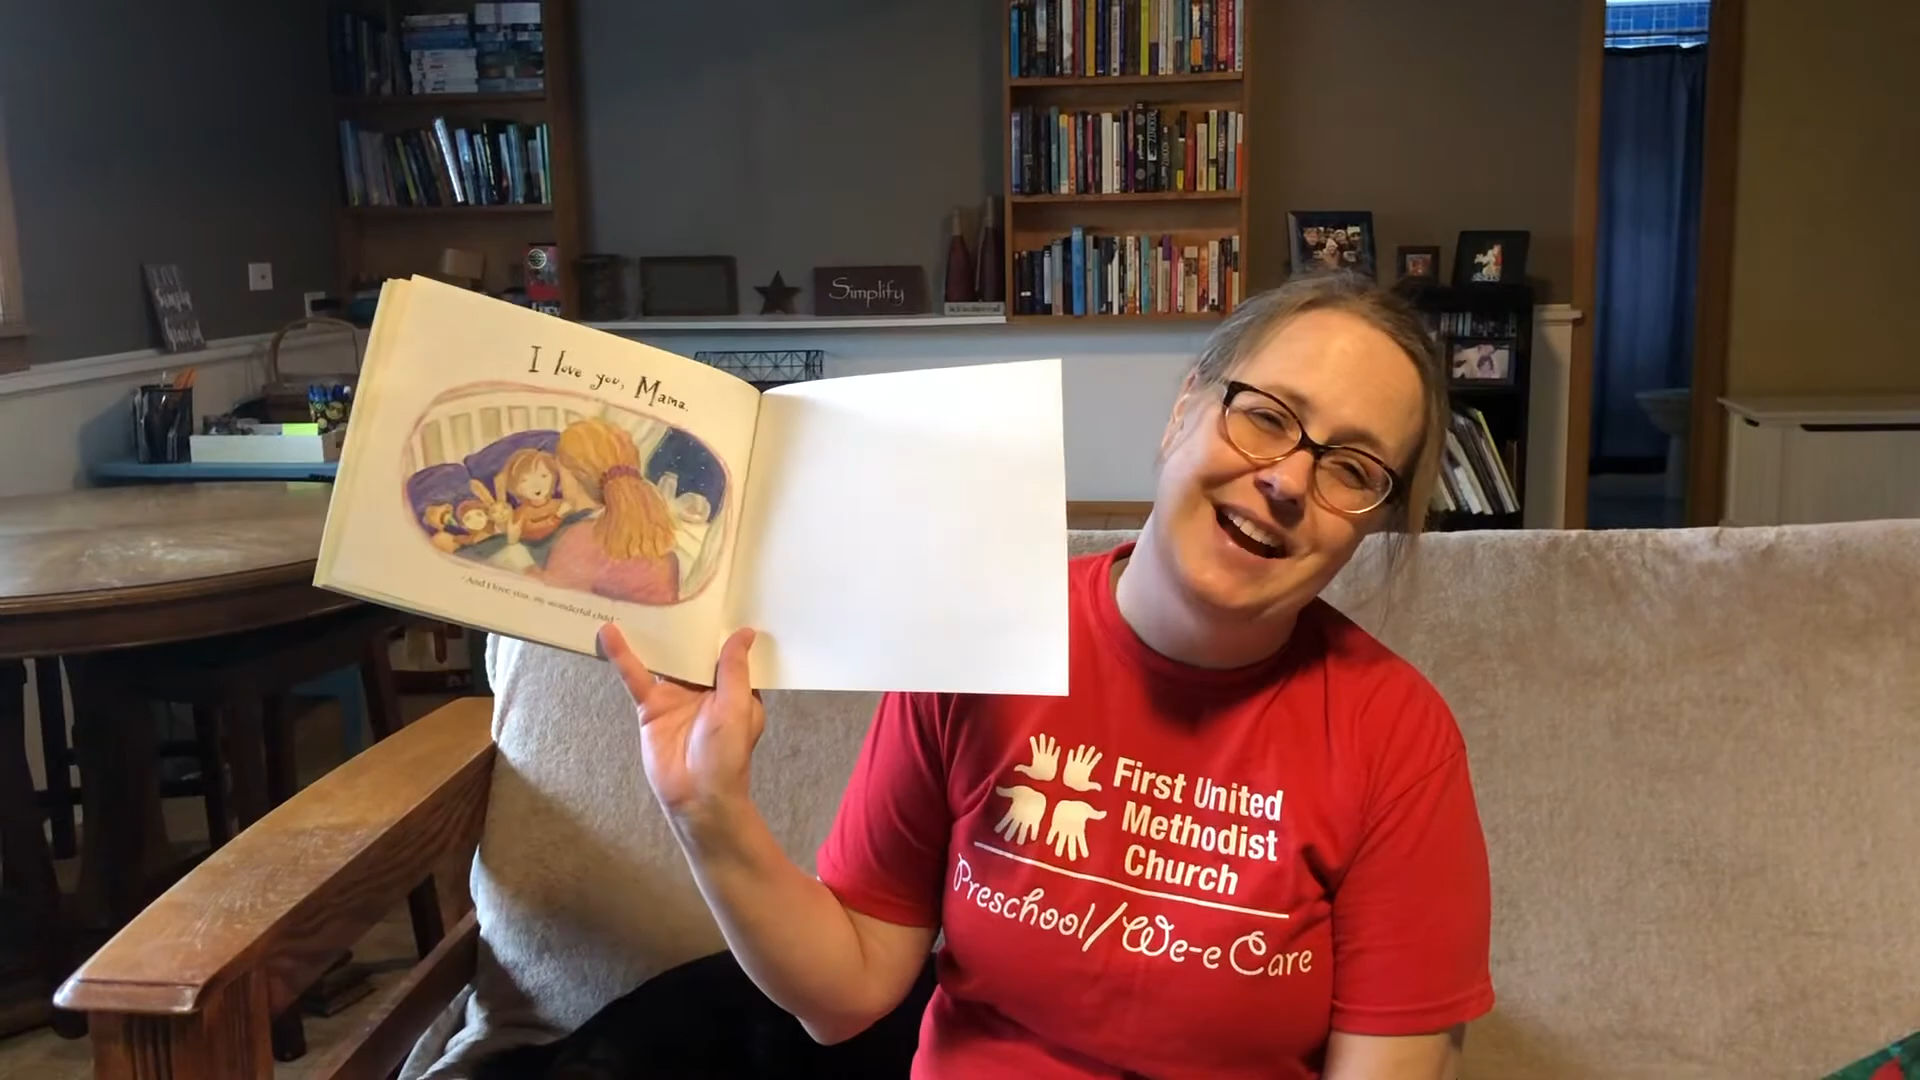 Simplify
I love you, Mama.
"And I love you, my wonderful child."
First United
Methodist
Church
Preschool/We-e Care